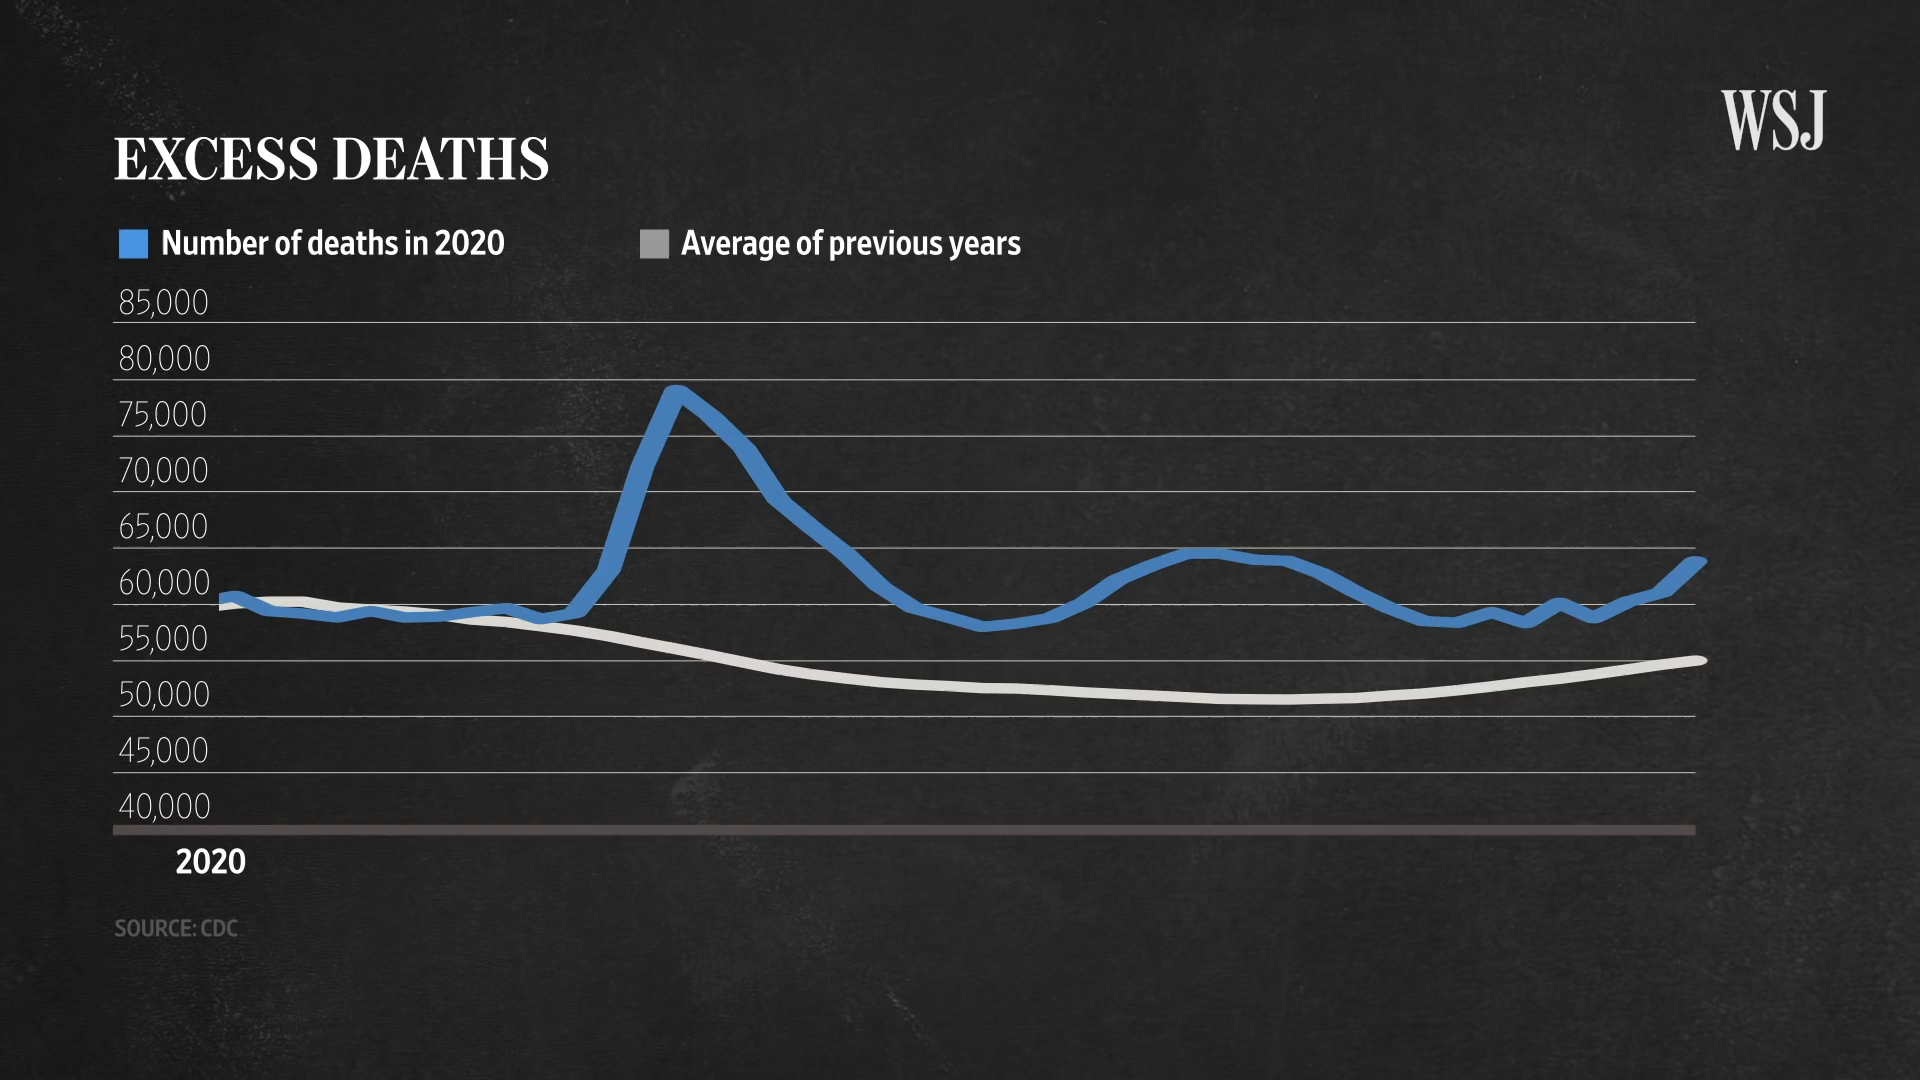 WSJ
EXCESS DEATHS
Number of deaths in 2020
Average of previous years
85,000
80,000
75,000
70,000
65,000
60,000
55,000
50,000
45,000
40,000
2020
SOURCE: CDC